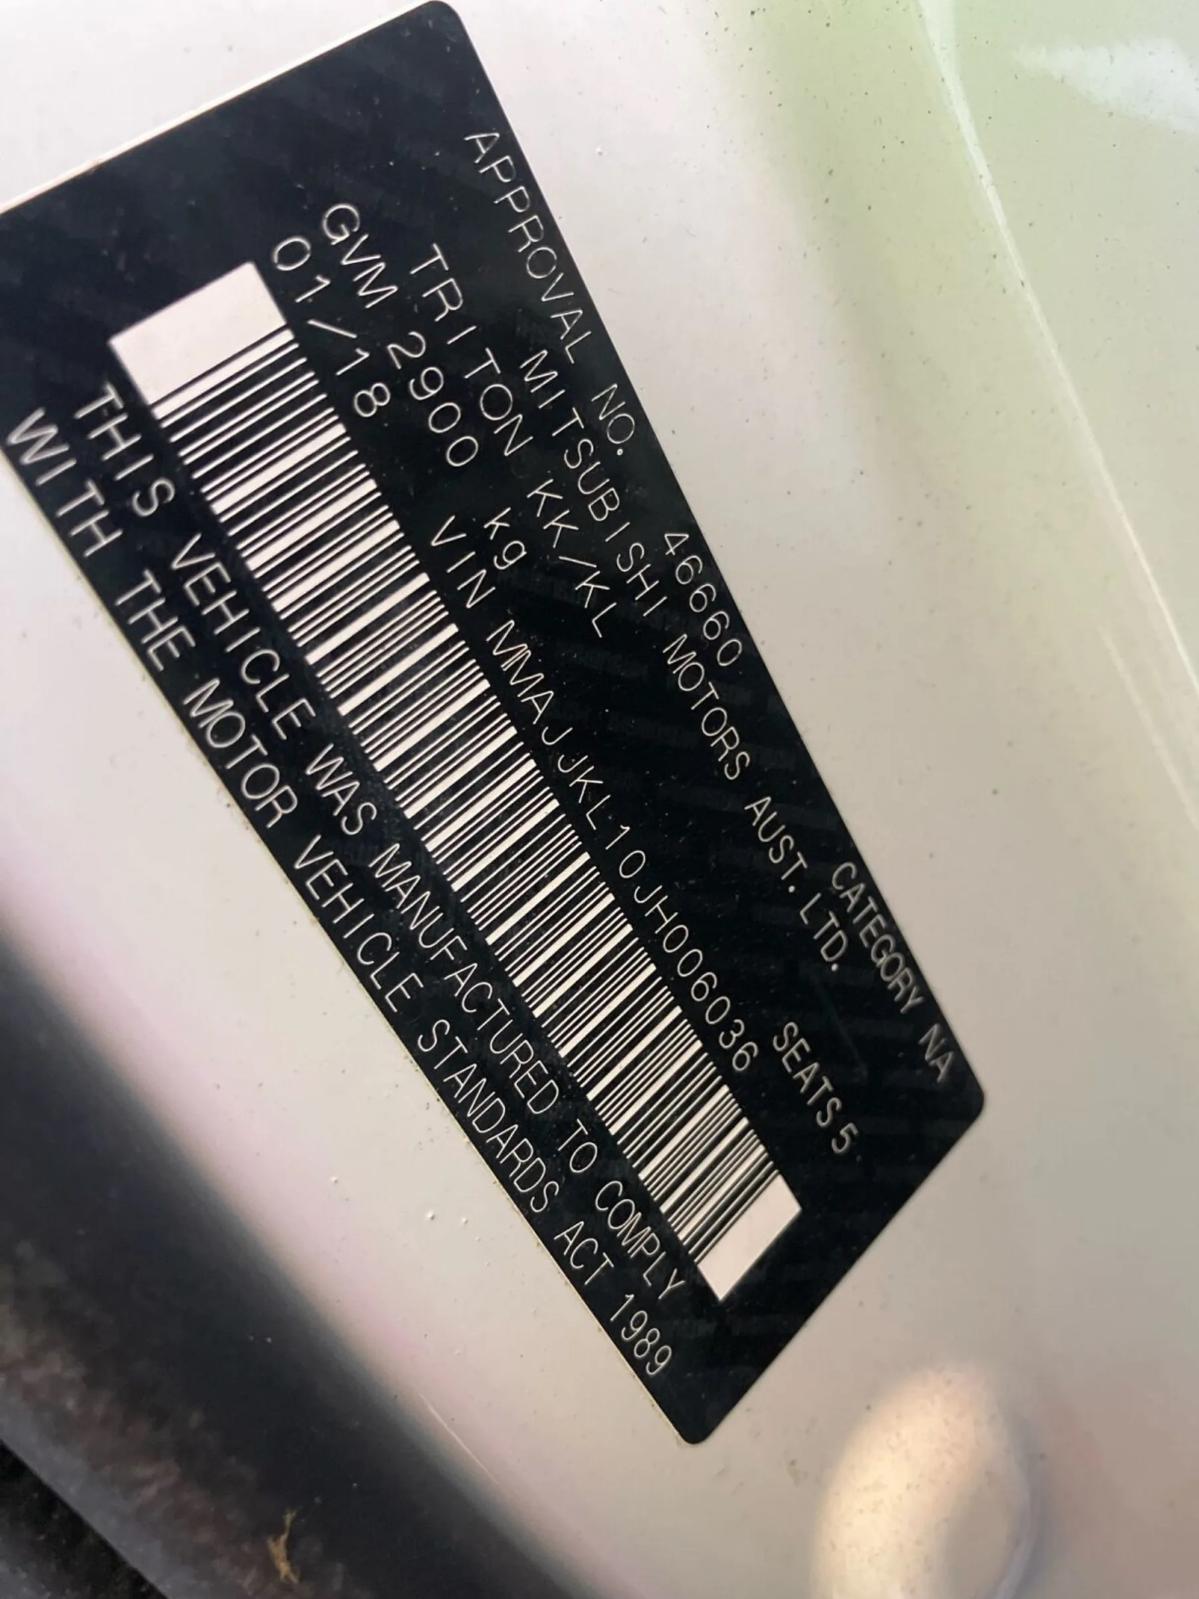 APPROVAL NO. 46660 CATEGORY NA
MITSUBISHI MOTORS AUST. LTD.
TRITON KK/KL SEATS 5
GVM 2900 kg VIN MMAJJKL10JH006036
01/18
THIS VEHICLE WAS MANUFACTURED TO COMPLY
WITH THE MOTOR VEHICLE STANDARDS ACT 1989